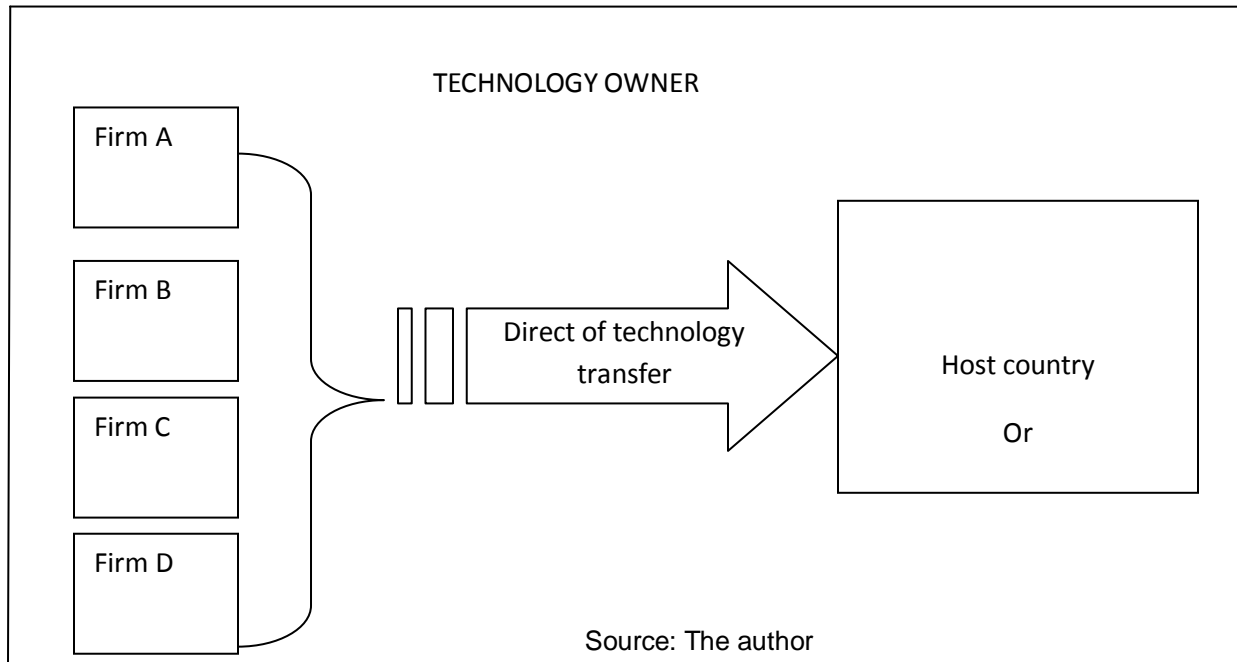 TECHNOLOGY OWNER
Firm A
Firm B
Firm C
Firm D
Direct of technology
transfer
Host country
Or
Source: The author